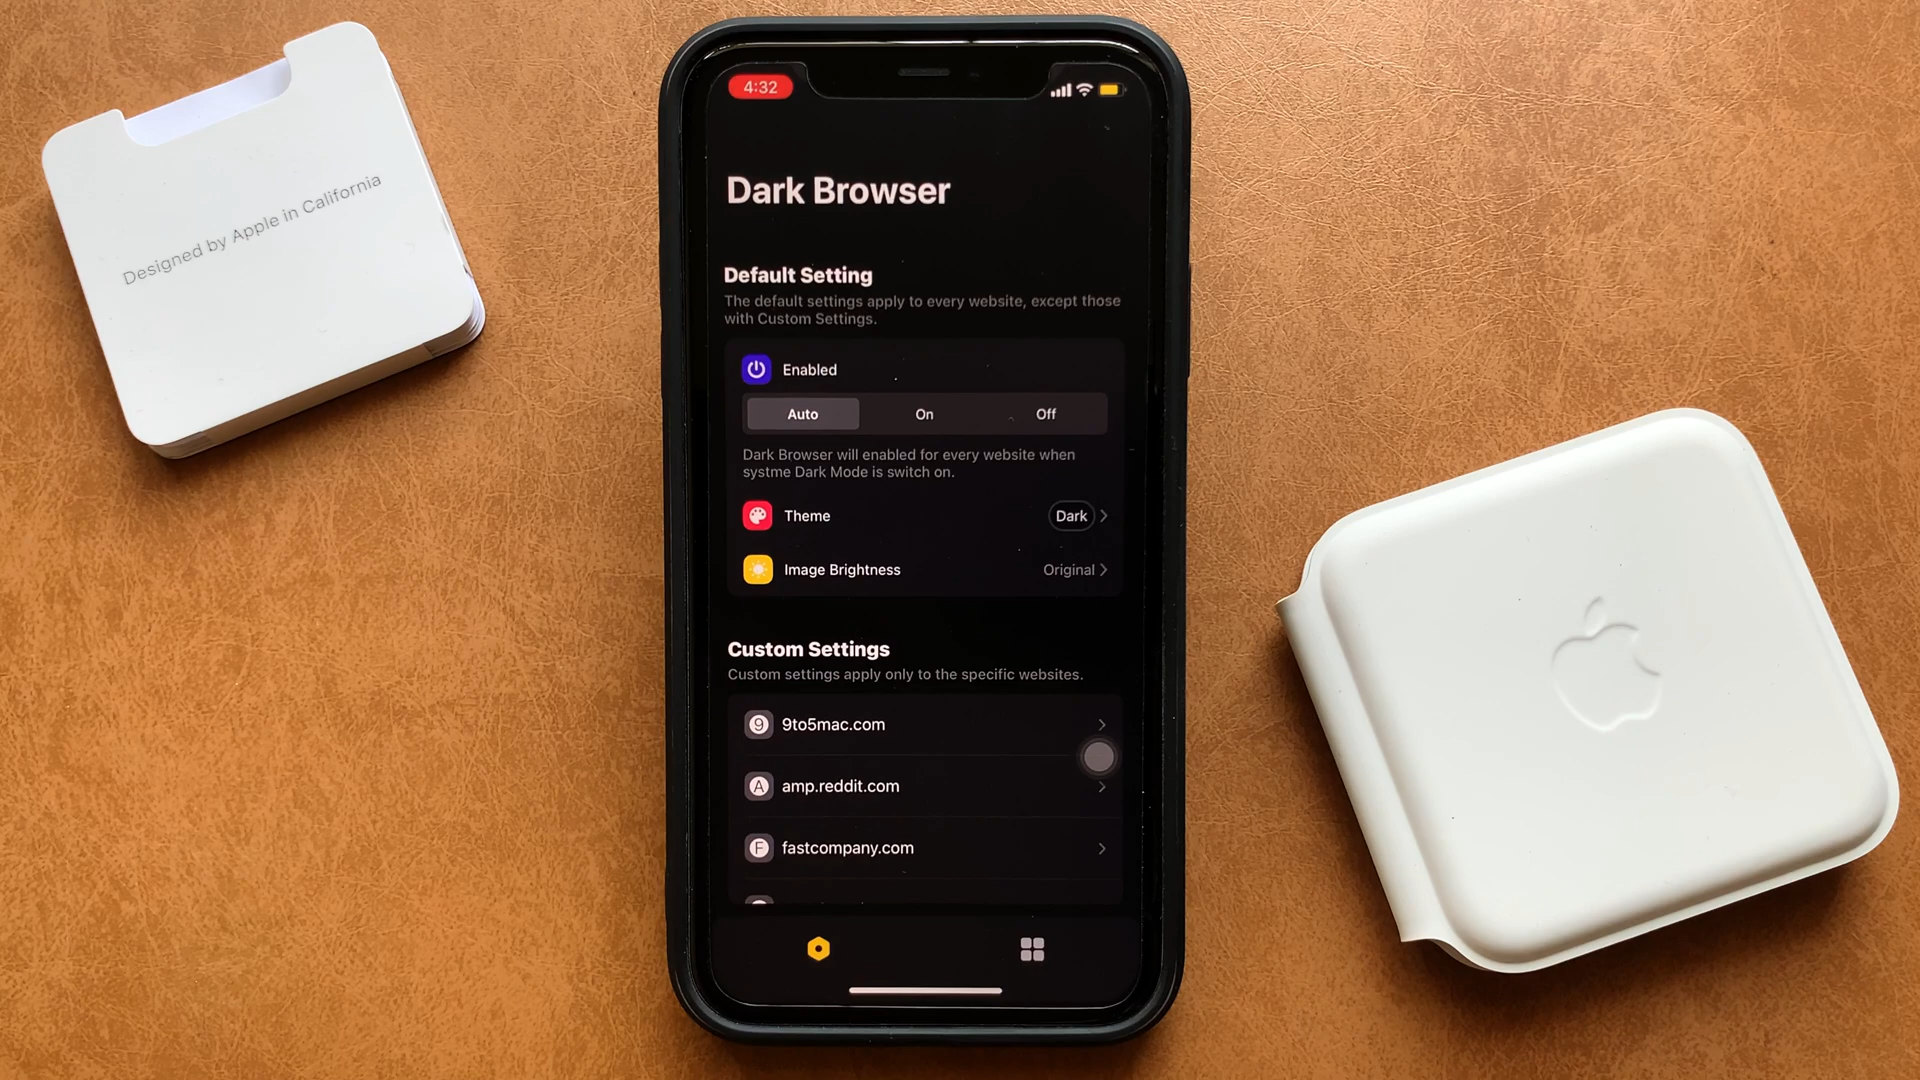 Designed by Apple in California
4:32
Dark Browser
Default Setting
The default settings apply to every website, except those
with Custom Settings.
Enabled
Auto On Off
Dark Browser will enabled for every website when
systme Dark Mode is switch on.
Theme Dark
Image Brightness Original
Custom Settings
Custom settings apply only to the specific websites.
9 9to5mac.com
A amp.reddit.com
F fastcompany.com